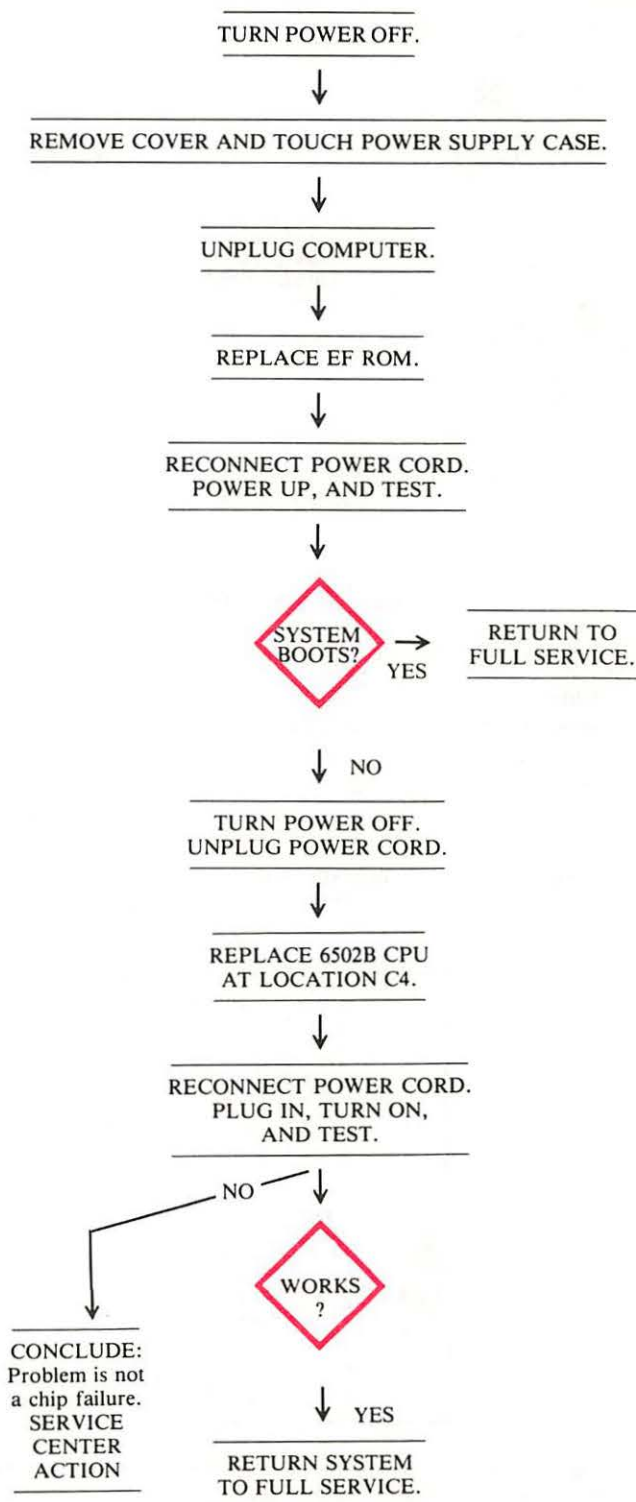 TURN POWER OFF.
REMOVE COVER AND TOUCH POWER SUPPLY CASE.
UNPLUG COMPUTER.
REPLACE EF ROM.
RECONNECT POWER CORD.
POWER UP, AND TEST.
SYSTEM
BOOTS?
YES
RETURN TO
FULL SERVICE.
NO
TURN POWER OFF.
UNPLUG POWER CORD.
REPLACE 6502B CPU
AT LOCATION C4.
RECONNECT POWER CORD.
PLUG IN, TURN ON,
AND TEST.
NO
WORKS
?
CONCLUDE:
Problem is not
a chip failure.
SERVICE
CENTER
ACTION
YES
RETURN SYSTEM
TO FULL SERVICE.